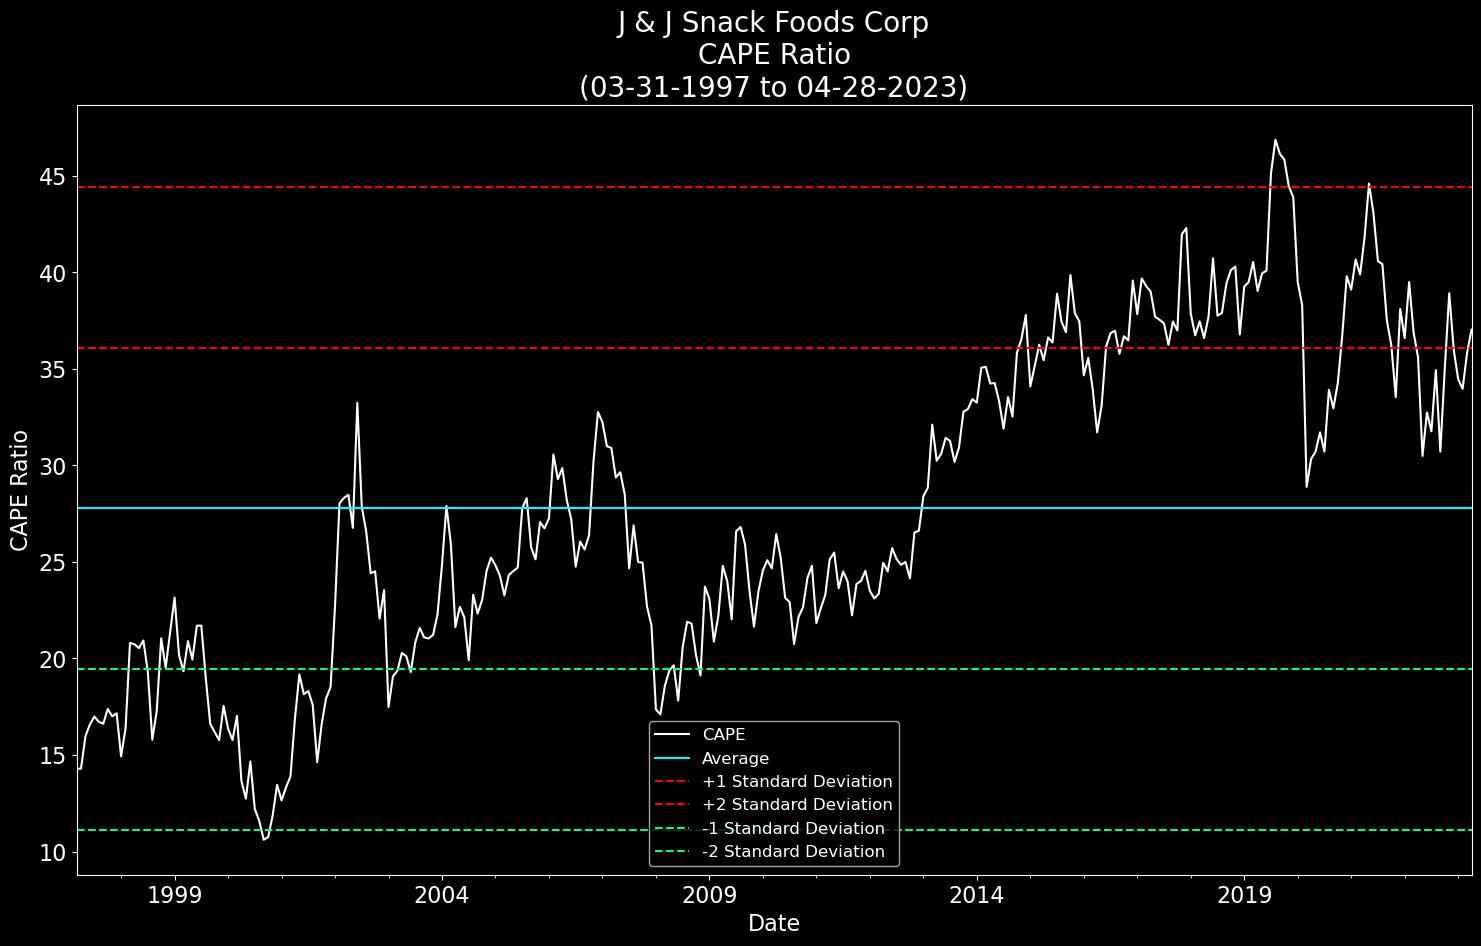 J & J Snack Foods Corp
CAPE Ratio
(03-31-1997 to 04-28-2023)
CAPE Ratio
45
40
35
30
25
20
15
10
CAPE
Average
+1 Standard Deviation
+2 Standard Deviation
-1 Standard Deviation
-2 Standard Deviation
1999
2004
2009
2014
2019
Date